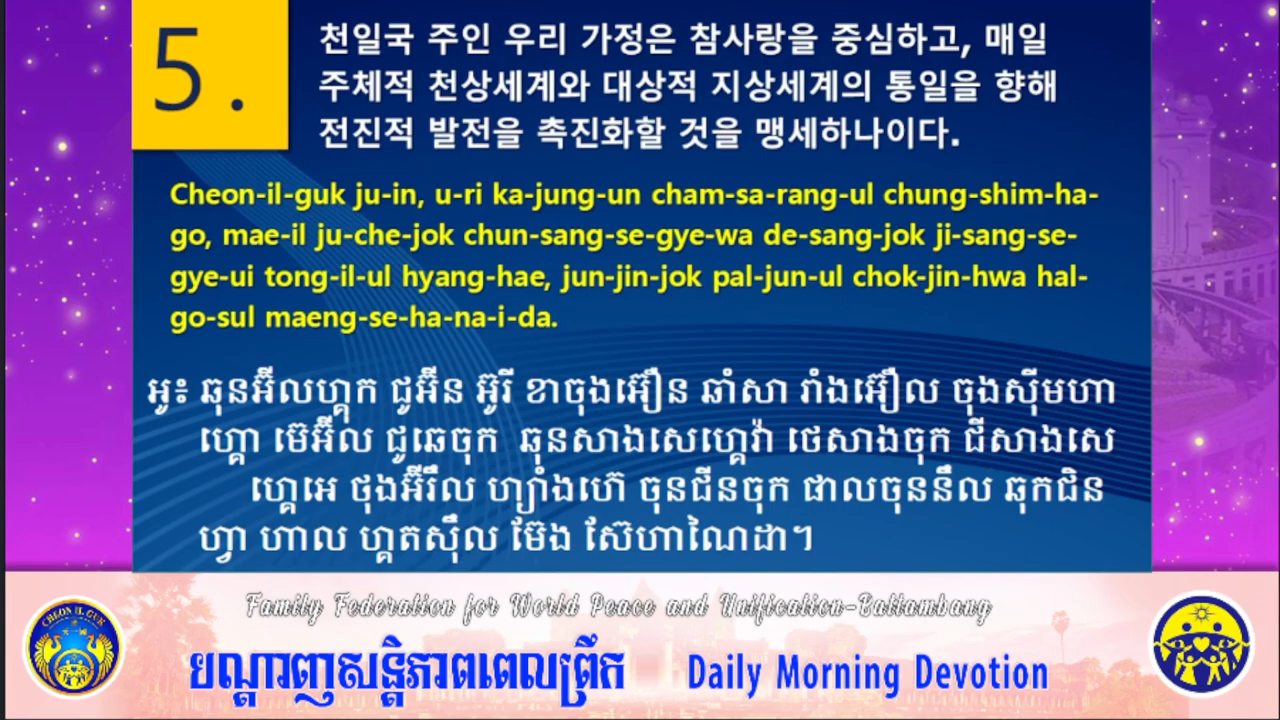 5.
천일국 주인 우리 가정은 참사랑을 중심하고, 매일
주체적 천상세계와 대상적 지상세계의 통일을 향해
전진적 발전을 촉진화할 것을 맹세하나이다.
Cheon-il-guk ju-in, u-ri ka-jung-un cham-sa-rang-ul chung-shim-ha-
go, mae-il ju-che-jok chun-sang-se-gye-wa de-sang-jok ji-sang-se-
gye-ui tong-il-ul hyang-hae, jun-jin-jok pal-jun-ul chok-jin-hwa hal-
go-sul maeng-se-ha-na-i-da.
អូ៖ ឆុនអ៊ីលហ្គុក ជូអ៊ីន អ៊ូរី ខាចុងអ៊ឿន ឆាំសា រ៉ាំងអ៊ឿល ចុងស៊ីមហា
ហ្គោ ម៉េអ៊ីល ជូឆេចុក ឆុនសាងសេហ្គេវ៉ា ថេសាងចុក ជីសាងសេ
ហ្គេអេ ថុងអ៊ីរឹល ហ្យ៉ាំងហ៊េ ចុនជីនចុក ផាលចុននឹល ឆុកជិន
ហ្វា ហាល ហ្គតស៊ឹល ម៉ែង ស៊ែហាណៃដា។
Family Federation for World Peace and Unification-Battambang
បណ្តាញសន្តិភាពពេលព្រឹក Daily Morning Devotion
CHEON IL GUK